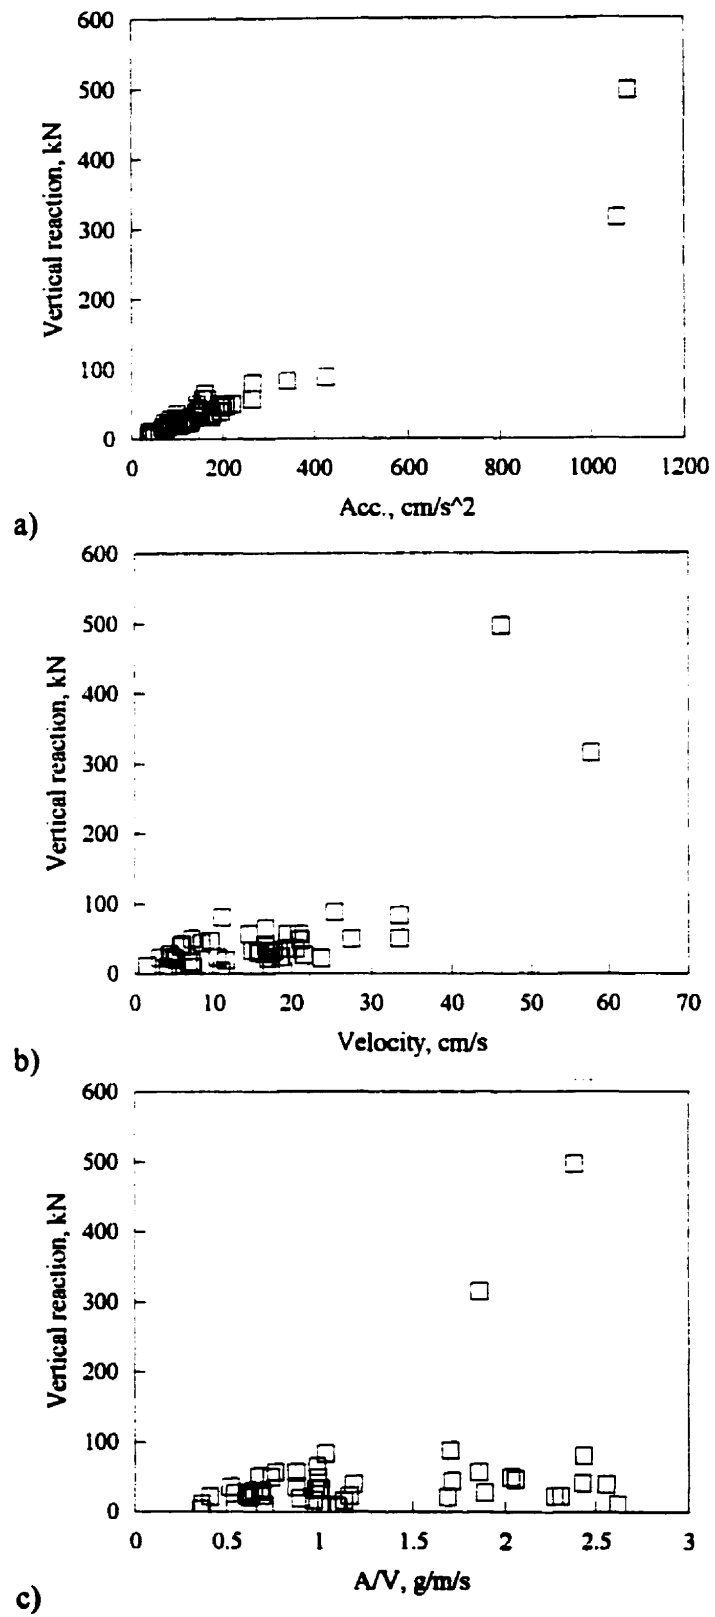 600
500
400
300
200
100
0
Vertical reaction, kN
0 200 400 600 800 1000 1200
Acc., cm/s^2
a)
600
500
400
300
200
100
0
Vertical reaction, kN
0 10 20 30 40 50 60 70
Velocity, cm/s
b)
600
500
400
300
200
100
0
Vertical reaction, kN
0 0.5 1 1.5 2 2.5 3
A/V, g/m/s
c)